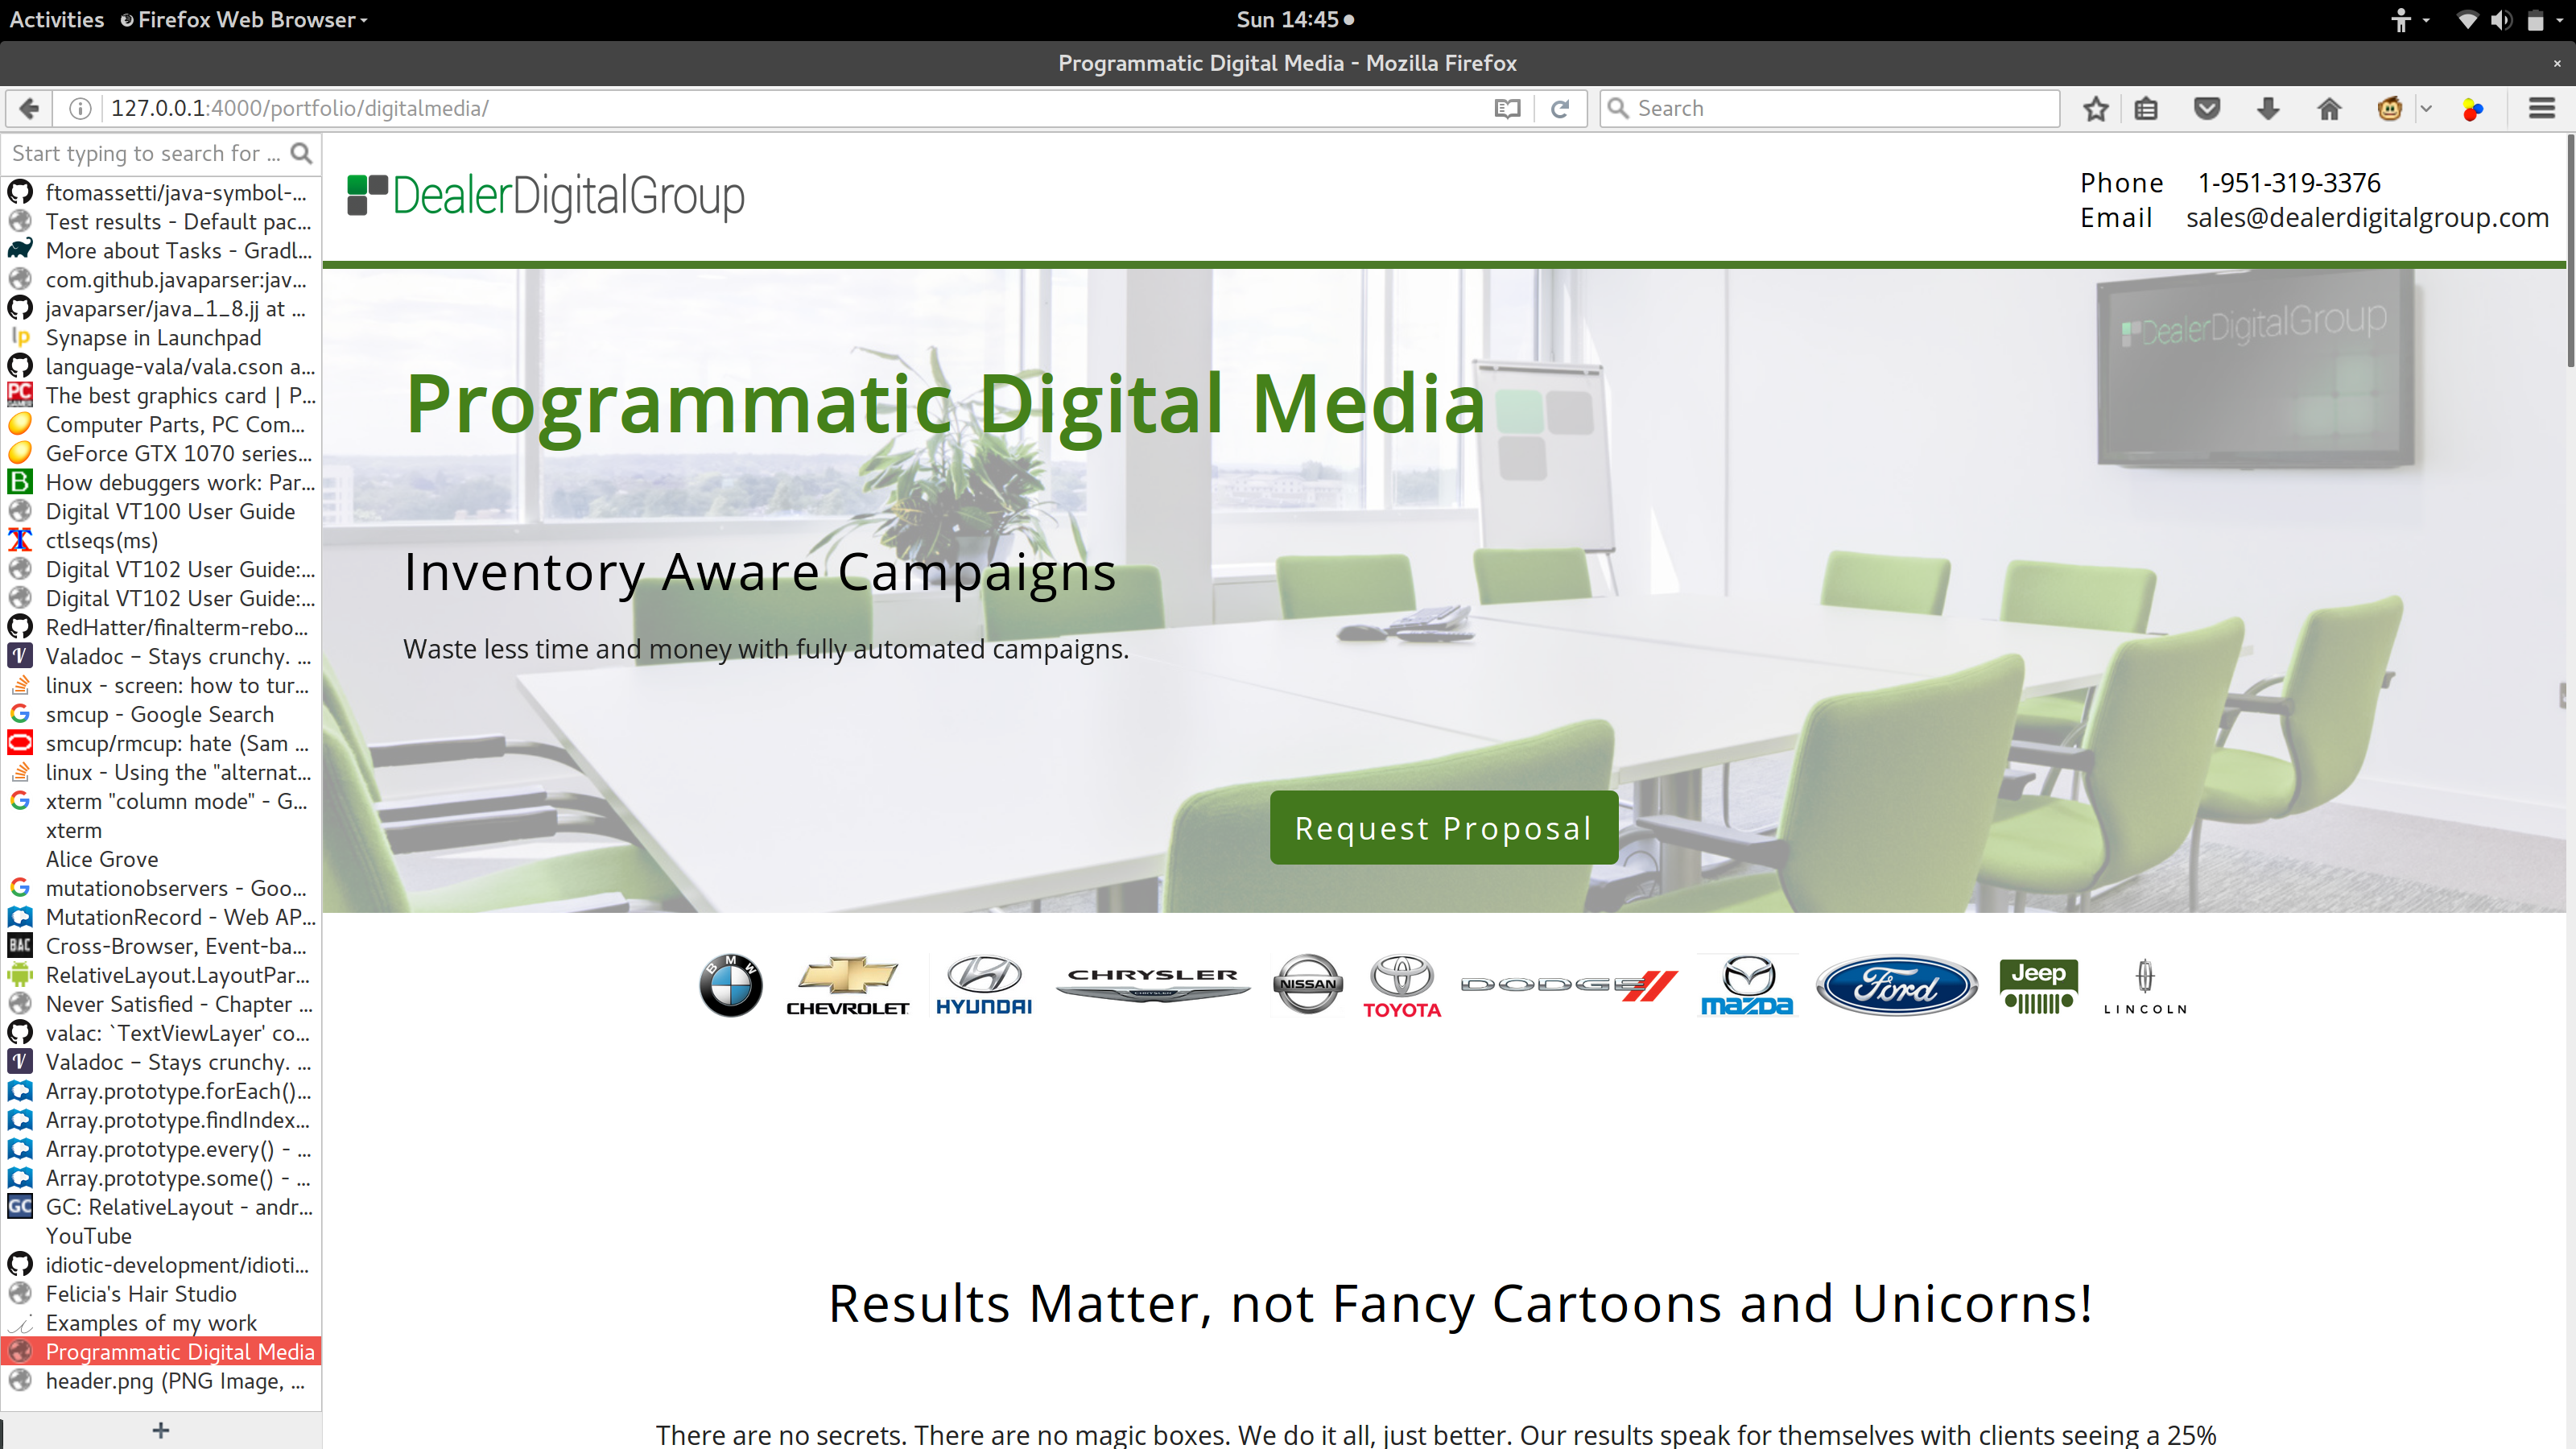 Activities Firefox Web Browser Sun 14:45
Programmatic Digital Media - Mozilla Firefox ×
127.0.0.1:4000/portfolio/digitalmedia/ Search
Start typing to search for ...
ftomassetti/java-symbol-...
Test results - Default pac...
More about Tasks - Gradl...
com.github.javaparser:jav...
javaparser/java_1_8.jj at ...
lp Synapse in Launchpad
language-vala/vala.cson a...
PC GAMER The best graphics card | P...
Computer Parts, PC Com...
GeForce GTX 1070 series...
B How debuggers work: Par...
Digital VT100 User Guide
X ctlseqs(ms)
Digital VT102 User Guide:...
Digital VT102 User Guide:...
RedHatter/finalterm-rebo...
V Valadoc – Stays crunchy. ...
linux - screen: how to tur...
G smcup - Google Search
smcup/rmcup: hate (Sam ...
linux - Using the "alternat...
G xterm "column mode" - G...
xterm
Alice Grove
G mutationobservers - Goo...
MutationRecord - Web AP...
BAC Cross-Browser, Event-ba...
RelativeLayout.LayoutPar...
Never Satisfied - Chapter ...
valac: `TextViewLayer' co...
V Valadoc – Stays crunchy. ...
Array.prototype.forEach()...
Array.prototype.findIndex...
Array.prototype.every() - ...
Array.prototype.some() - ...
GC GC: RelativeLayout - andr...
YouTube
idiotic-development/idioti...
Felicia's Hair Studio
i Examples of my work
Programmatic Digital Media
header.png (PNG Image, ...
+
DealerDigitalGroup
Phone 1-951-319-3376
Email sales@dealerdigitalgroup.com
DealerDigitalGroup
Programmatic Digital Media
Inventory Aware Campaigns
Waste less time and money with fully automated campaigns.
Request Proposal
BMW CHEVROLET HYUNDAI CHRYSLER NISSAN TOYOTA DODGE mazda Ford Jeep LINCOLN
Results Matter, not Fancy Cartoons and Unicorns!
There are no secrets. There are no magic boxes. We do it all, just better. Our results speak for themselves with clients seeing a 25%